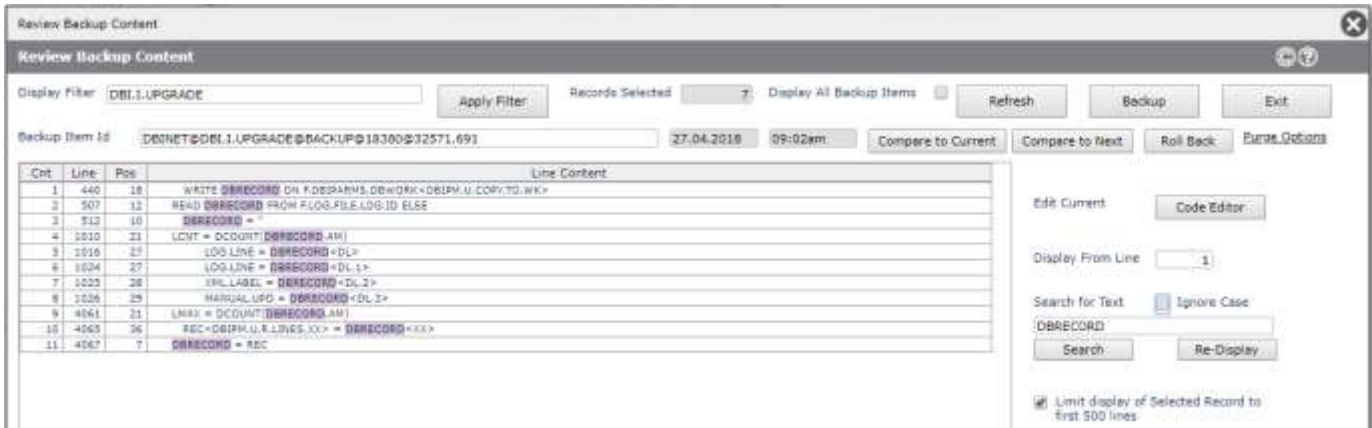 Review Backup Content
Review Backup Content
Display Filter DBI.I.UPGRADE Apply Filter Records Selected 7 Display All Backup Items Refresh Backup Exit
Backup Item Id DBINET@DBI.I.UPGRADE@BACKUP@18380@32571.691 27.04.2018 09:02am Compare to Current Compare to Next Roll Back Purge Options
Cnt Line Pos Line Content
1 440 18 WRITE DBRECORD ON F.DBIPARMS,DBWORK<DBIPM.U.COPY.TO.WK>
2 507 12 READ DBRECORD FROM F.LOG.FILE,LOG.ID ELSE
3 512 10 DBRECORD = ''
4 1010 21 LCNT = DCOUNT(DBRECORD,AM)
5 1016 27 LOG.LINE = DBRECORD<DL>
6 1024 27 LOG.LINE = DBRECORD<DL,1>
7 1025 28 XML.LABEL = DBRECORD<DL,2>
8 1026 29 MANUAL.UPD = DBRECORD<DL,3>
9 4061 21 LMAX = DCOUNT(DBRECORD,AM)
10 4065 36 REC<DBIPM.U.R.LINES,XX> = DBRECORD<XX>
11 4067 7 DBRECORD = REC
Edit Current Code Editor
Display From Line 1
Search for Text Ignore Case
DBRECORD
Search Re-Display
Limit display of Selected Record to
first 500 lines